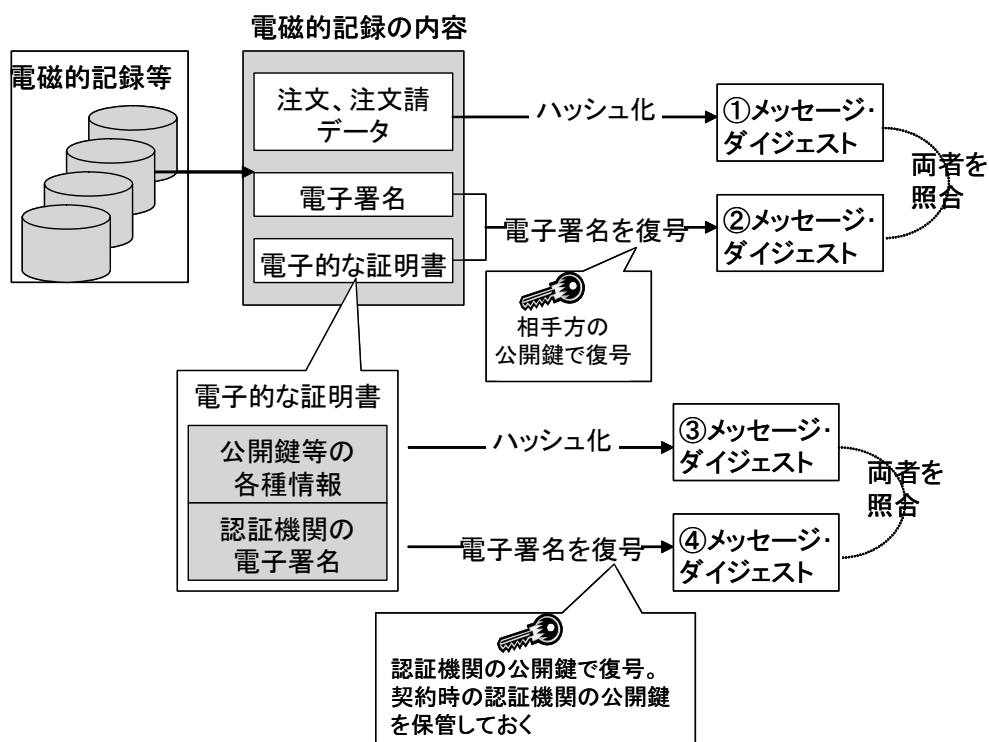 電磁的記録の内容
電磁的記録等
注文、注文請
データ
ハッシュ化
①メッセージ・
ダイジェスト
両者を
照合
電子署名
電子署名を復号
②メッセージ・
ダイジェスト
電子的な証明書
相手方の
公開鍵で復号
電子的な証明書
公開鍵等の
各種情報
ハッシュ化
③メッセージ・
ダイジェスト
両者を
照合
認証機関の
電子署名
電子署名を復号
④メッセージ・
ダイジェスト
認証機関の公開鍵で復号。
契約時の認証機関の公開鍵
を保管しておく